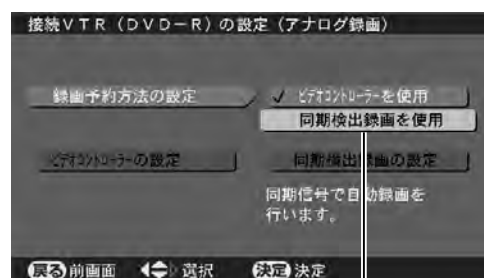 接続VTR（DVD－R）の設定（アナログ録画）
録画予約方法の設定 ✓ ﾋﾞﾃﾞｵｺﾝﾄﾛｰﾗｰを使用
同期検出録画を使用
ﾋﾞﾃﾞｵｺﾝﾄﾛｰﾗｰの設定 同期検出録画の設定
同期信号で自動録画を
行います。
戻る 前画面 選択 決定 決定